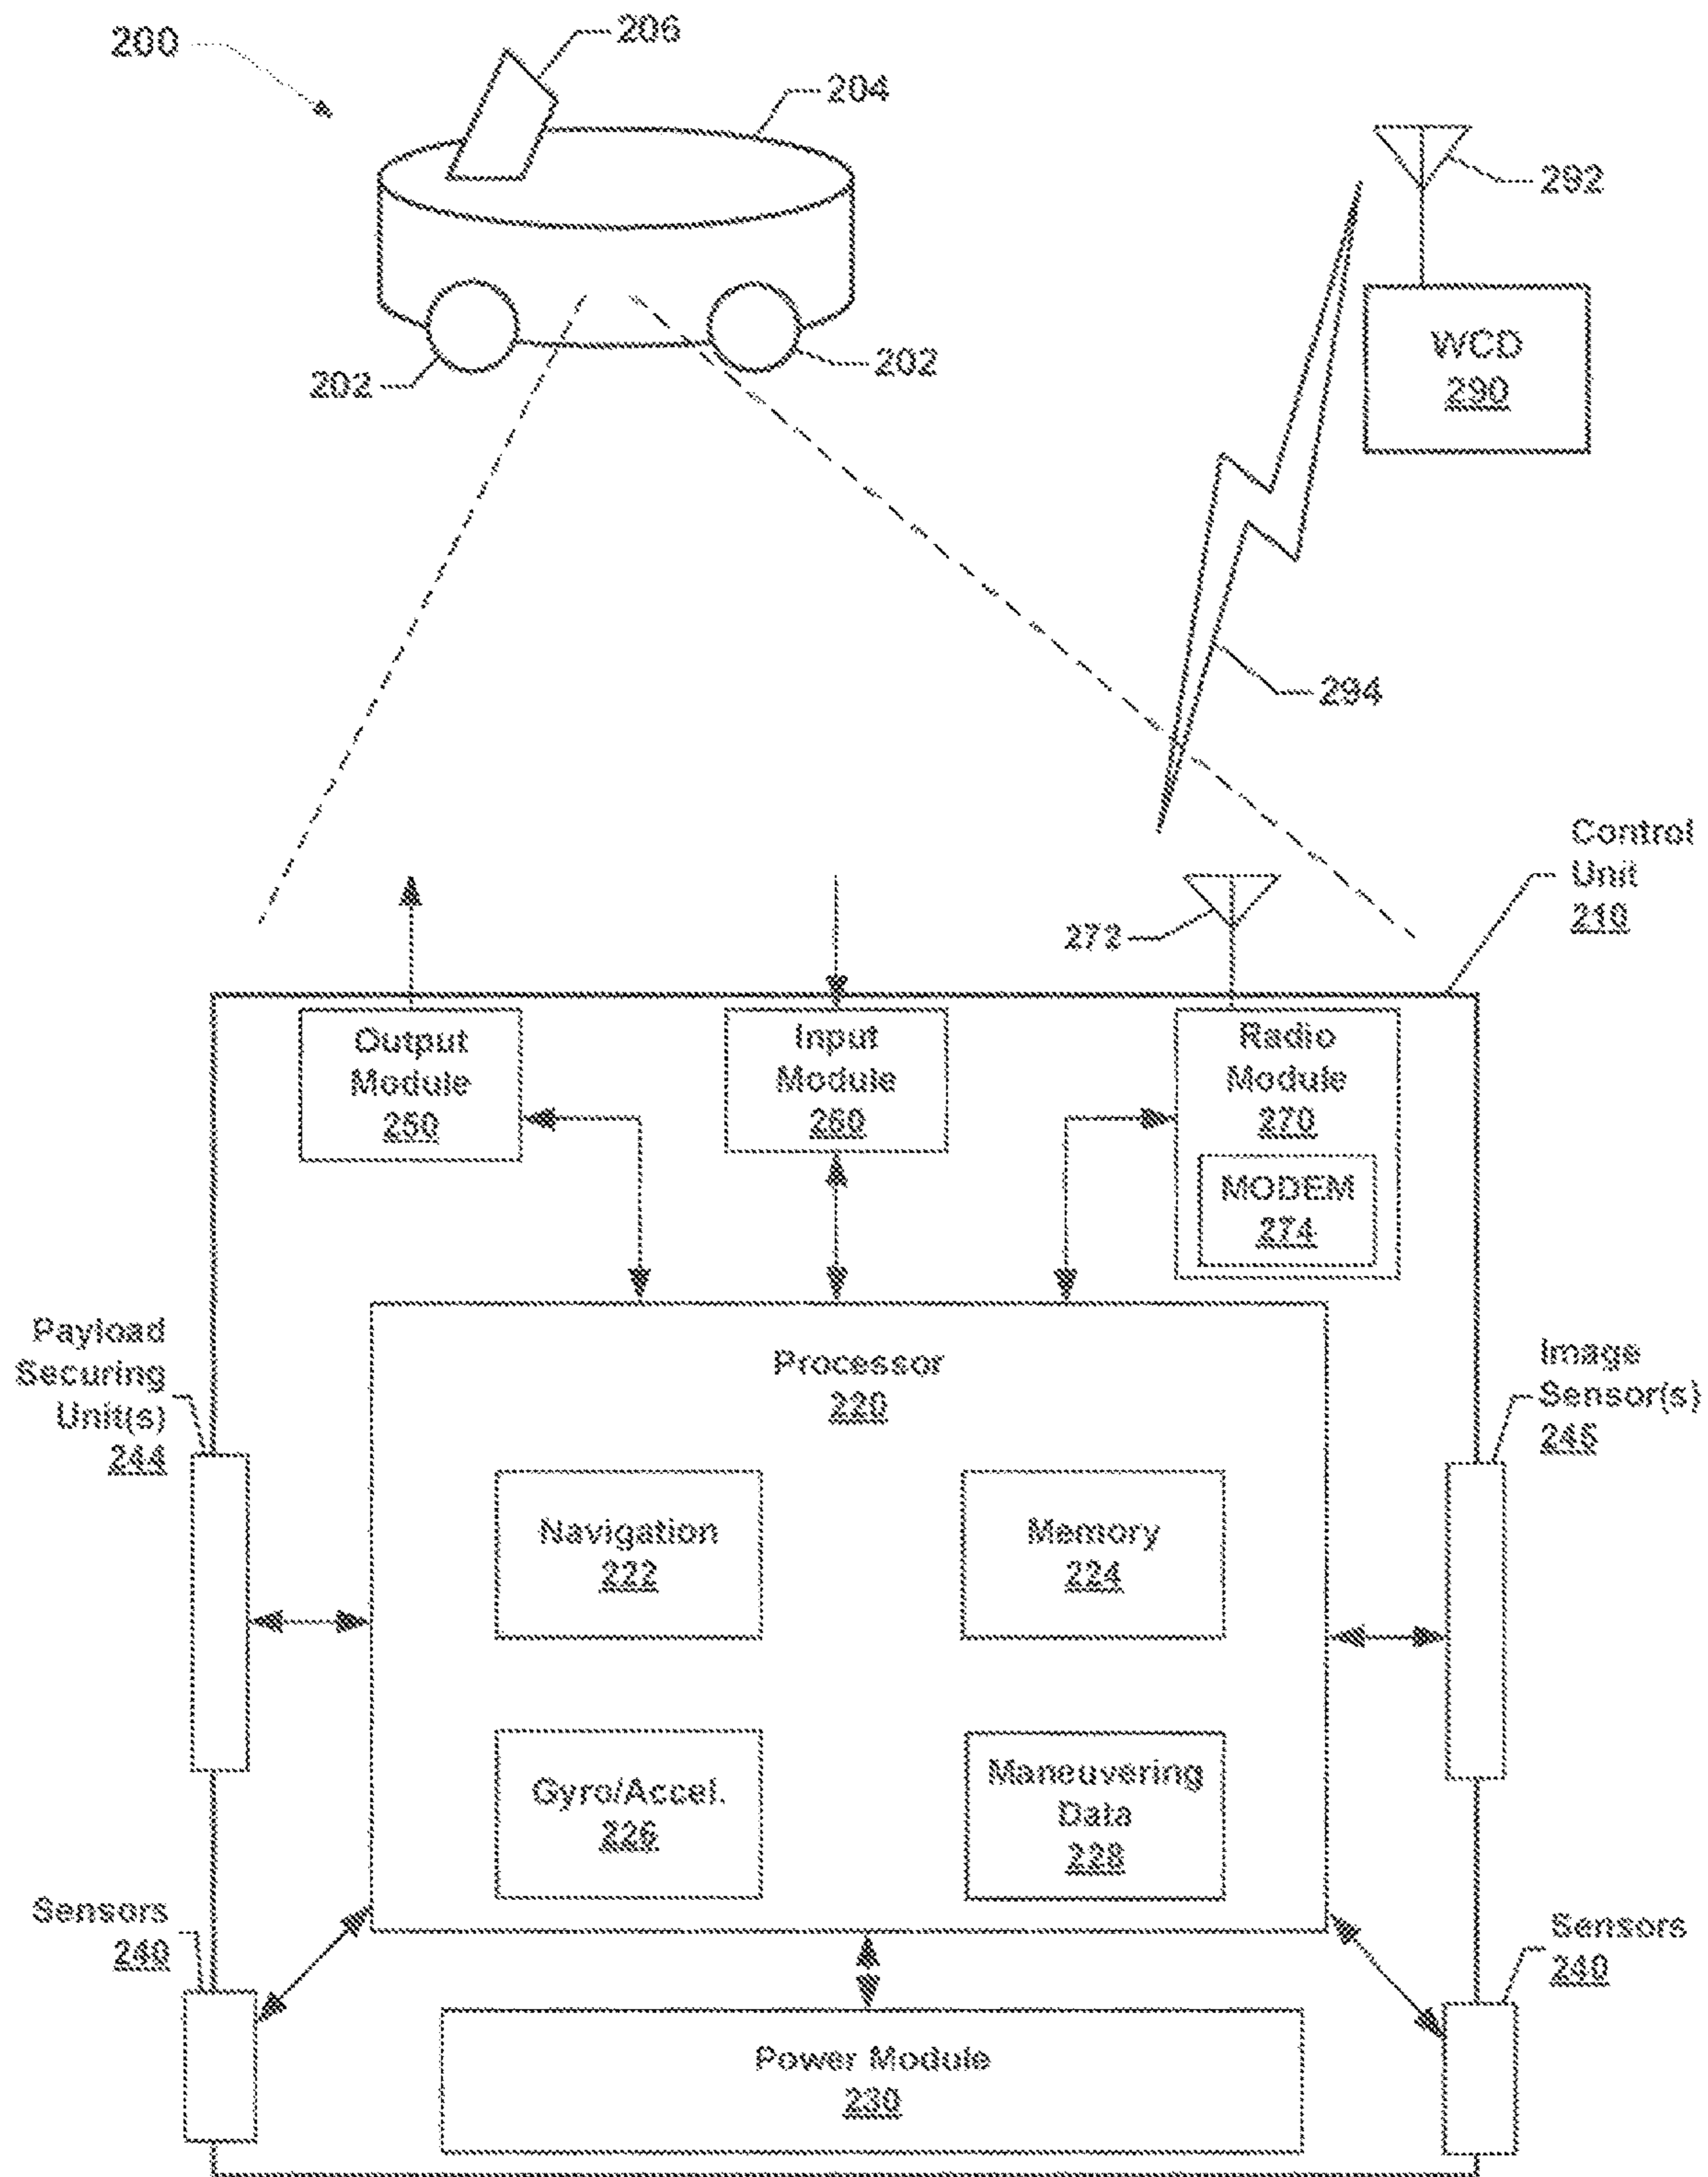 200
206
204
292
WCD
290
202
202
294
Control
Unit
210
272
Output
Module
250
Input
Module
260
Radio
Module
270
MODEM
274
Payload
Securing
Unit(s)
244
Processor
220
Image
Sensor(s)
245
Navigation
222
Memory
224
Gyro/Accel.
226
Maneuvering
Data
228
Sensors
240
Sensors
240
Power Module
230